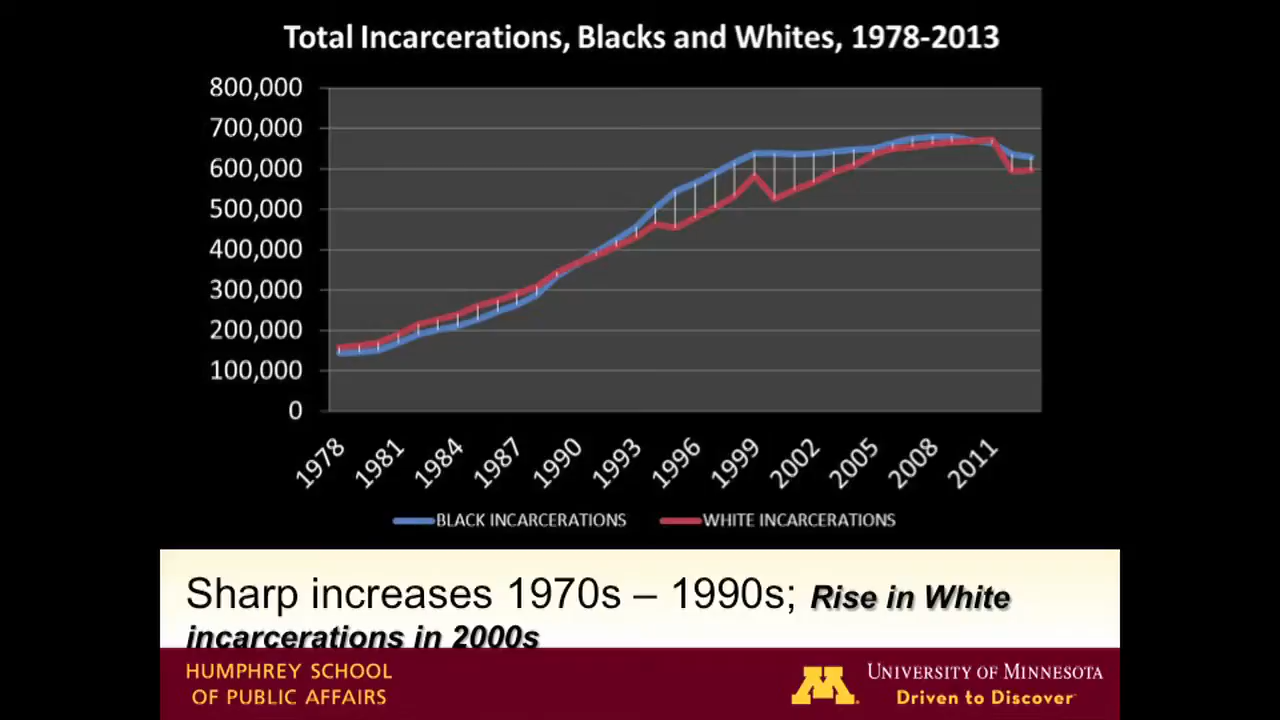 Total Incarcerations, Blacks and Whites, 1978-2013
800,000
700,000
600,000
500,000
400,000
300,000
200,000
100,000
0
1978
1981
1984
1987
1990
1993
1996
1999
2002
2005
2008
2011
BLACK INCARCERATIONS
WHITE INCARCERATIONS
Sharp increases 1970s – 1990s; Rise in White
incarcerations in 2000s
HUMPHREY SCHOOL
OF PUBLIC AFFAIRS
M
UNIVERSITY OF MINNESOTA
Driven to Discover